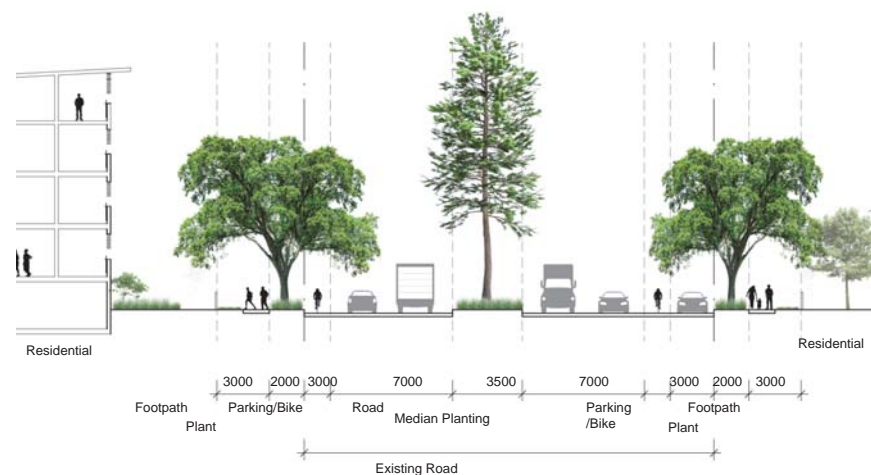 Residential
Residential
3000 2000 3000 7000 3500 7000 3000 2000 3000
Footpath Parking/Bike Road Parking Footpath
Plant Median Planting /Bike Plant
Existing Road